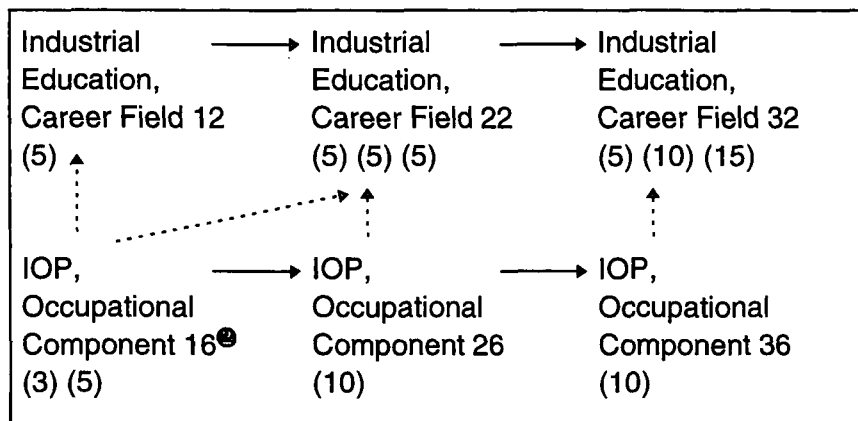 Industrial
Education,
Career Field 12
(5)
Industrial
Education,
Career Field 22
(5) (5) (5)
Industrial
Education,
Career Field 32
(5) (10) (15)
IOP,
Occupational
Component 16❷
(3) (5)
IOP,
Occupational
Component 26
(10)
IOP,
Occupational
Component 36
(10)